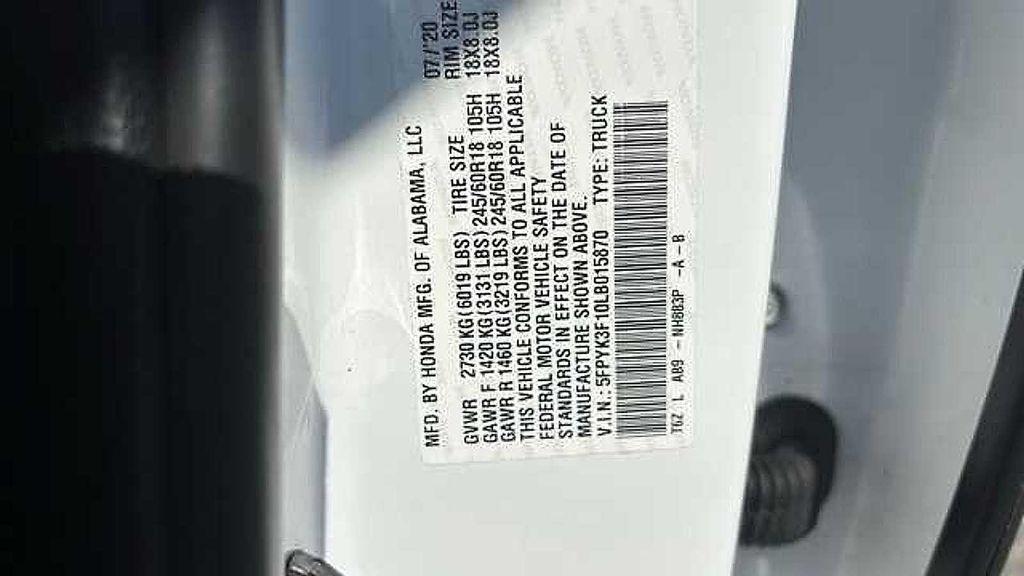 MFD. BY HONDA MFG. OF ALABAMA, LLC 07/'20
GVWR 2730 KG(6019 LBS) TIRE SIZE RIM SIZE
GAWR F 1420 KG(3131 LBS)245/60R18 105H 18X8.0J
GAWR R 1460 KG(3219 LBS)245/60R18 105H 18X8.0J
THIS VEHICLE CONFORMS TO ALL APPLICABLE
FEDERAL MOTOR VEHICLE SAFETY
STANDARDS IN EFFECT ON THE DATE OF
MANUFACTURE SHOWN ABOVE.
V.I.N.: 5FPYK3F10LB015870 TYPE: TRUCK
T6Z L A89 - NH883P -A - B